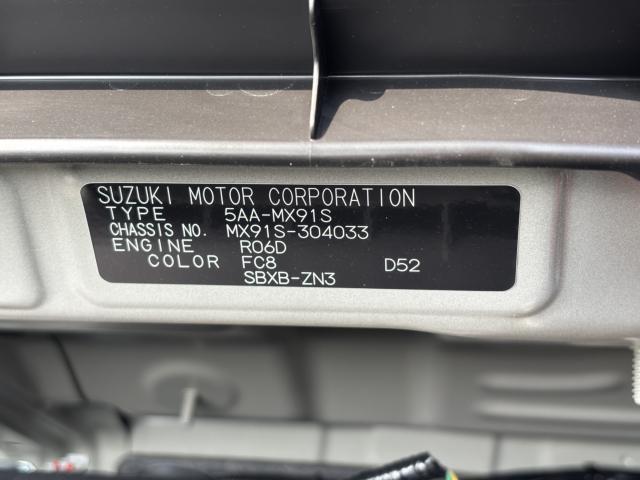 SUZUKI MOTOR CORPORATION
TYPE 5AA-MX91S
CHASSIS NO. MX91S-304033
ENGINE R06D
COLOR FC8 D52
SBXB-ZN3